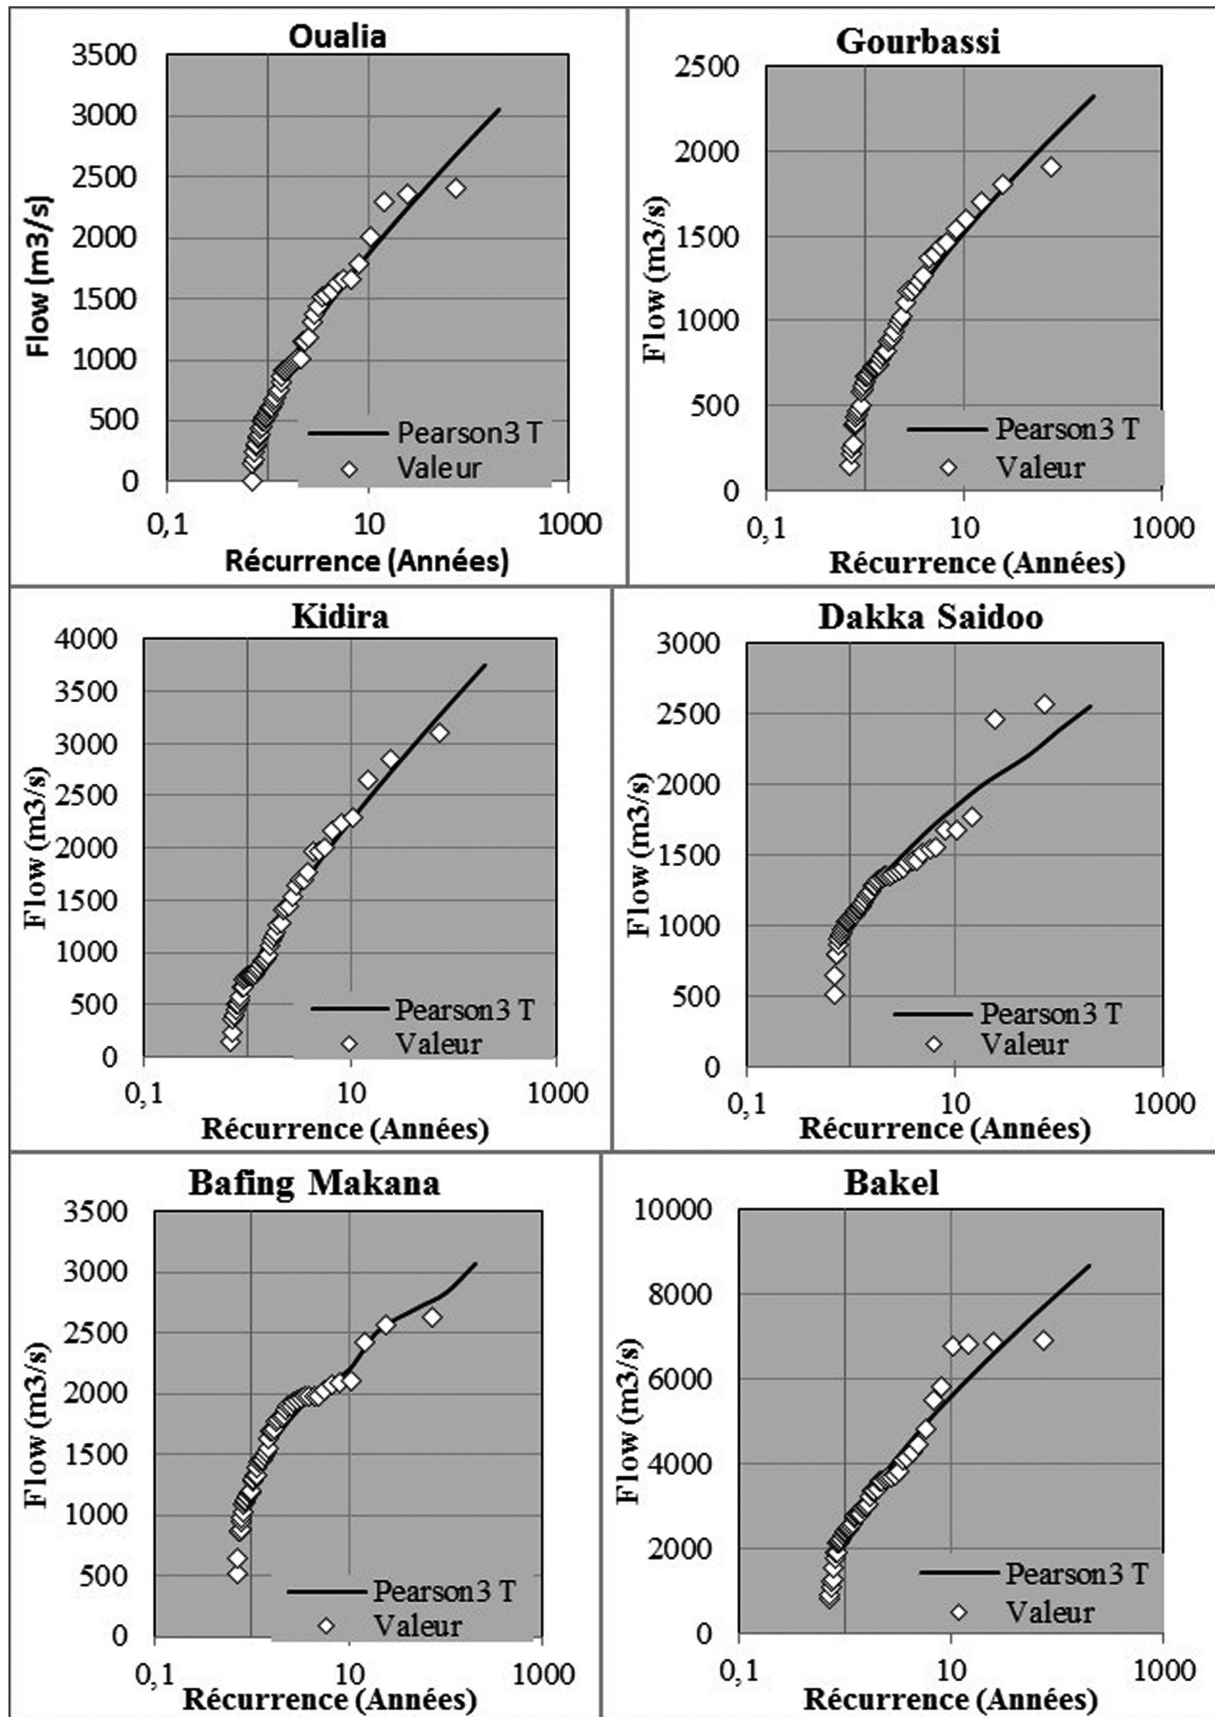 Oualia
3500
3000
2500
2000
1500
1000
500
0
Flow (m3/s)
Pearson3 T
Valeur
0,1
10
1000
Récurrence (Années)
Gourbassi
2500
2000
1500
1000
500
0
Flow (m3/s)
Pearson3 T
Valeur
0,1
10
1000
Récurrence (Années)
Kidira
4000
3500
3000
2500
2000
1500
1000
500
0
Flow (m3/s)
Pearson3 T
Valeur
0,1
10
1000
Récurrence (Années)
Dakka Saidoo
3000
2500
2000
1500
1000
500
0
Flow (m3/s)
Pearson3 T
Valeur
0,1
10
1000
Récurrence (Années)
Bafing Makana
3500
3000
2500
2000
1500
1000
500
0
Flow (m3/s)
Pearson3 T
Valeur
0,1
10
1000
Récurrence (Années)
Bakel
10000
8000
6000
4000
2000
0
Flow (m3/s)
Pearson3 T
Valeur
0,1
10
1000
Récurrence (Années)